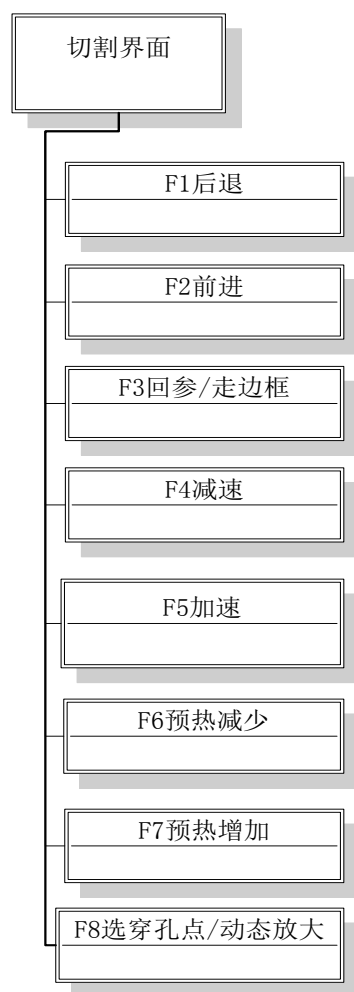 切割界面
F1后退
F2前进
F3回参/走边框
F4减速
F5加速
F6预热减少
F7预热增加
F8选穿孔点/动态放大